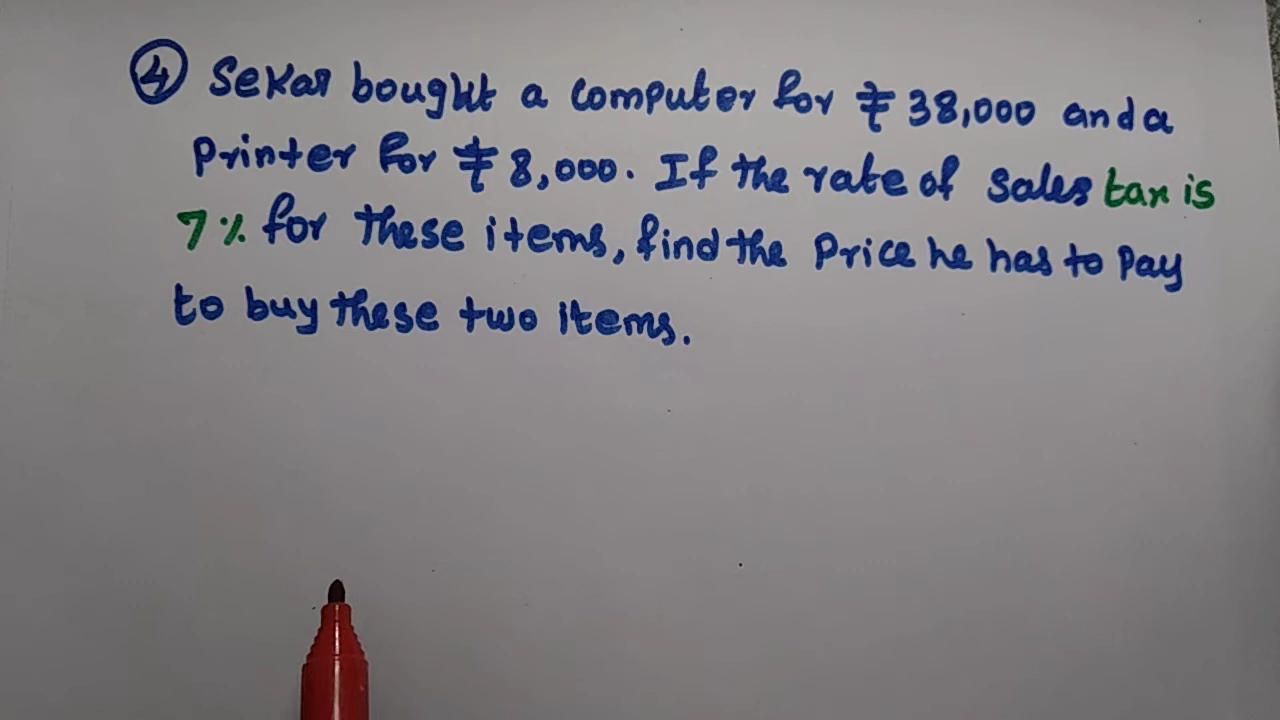 ④ Sekar bought a computer for ₹ 38,000 and a
Printer for ₹ 8,000. If the rate of sales tax is
7% for these items, find the Price he has to Pay
to buy these two items.